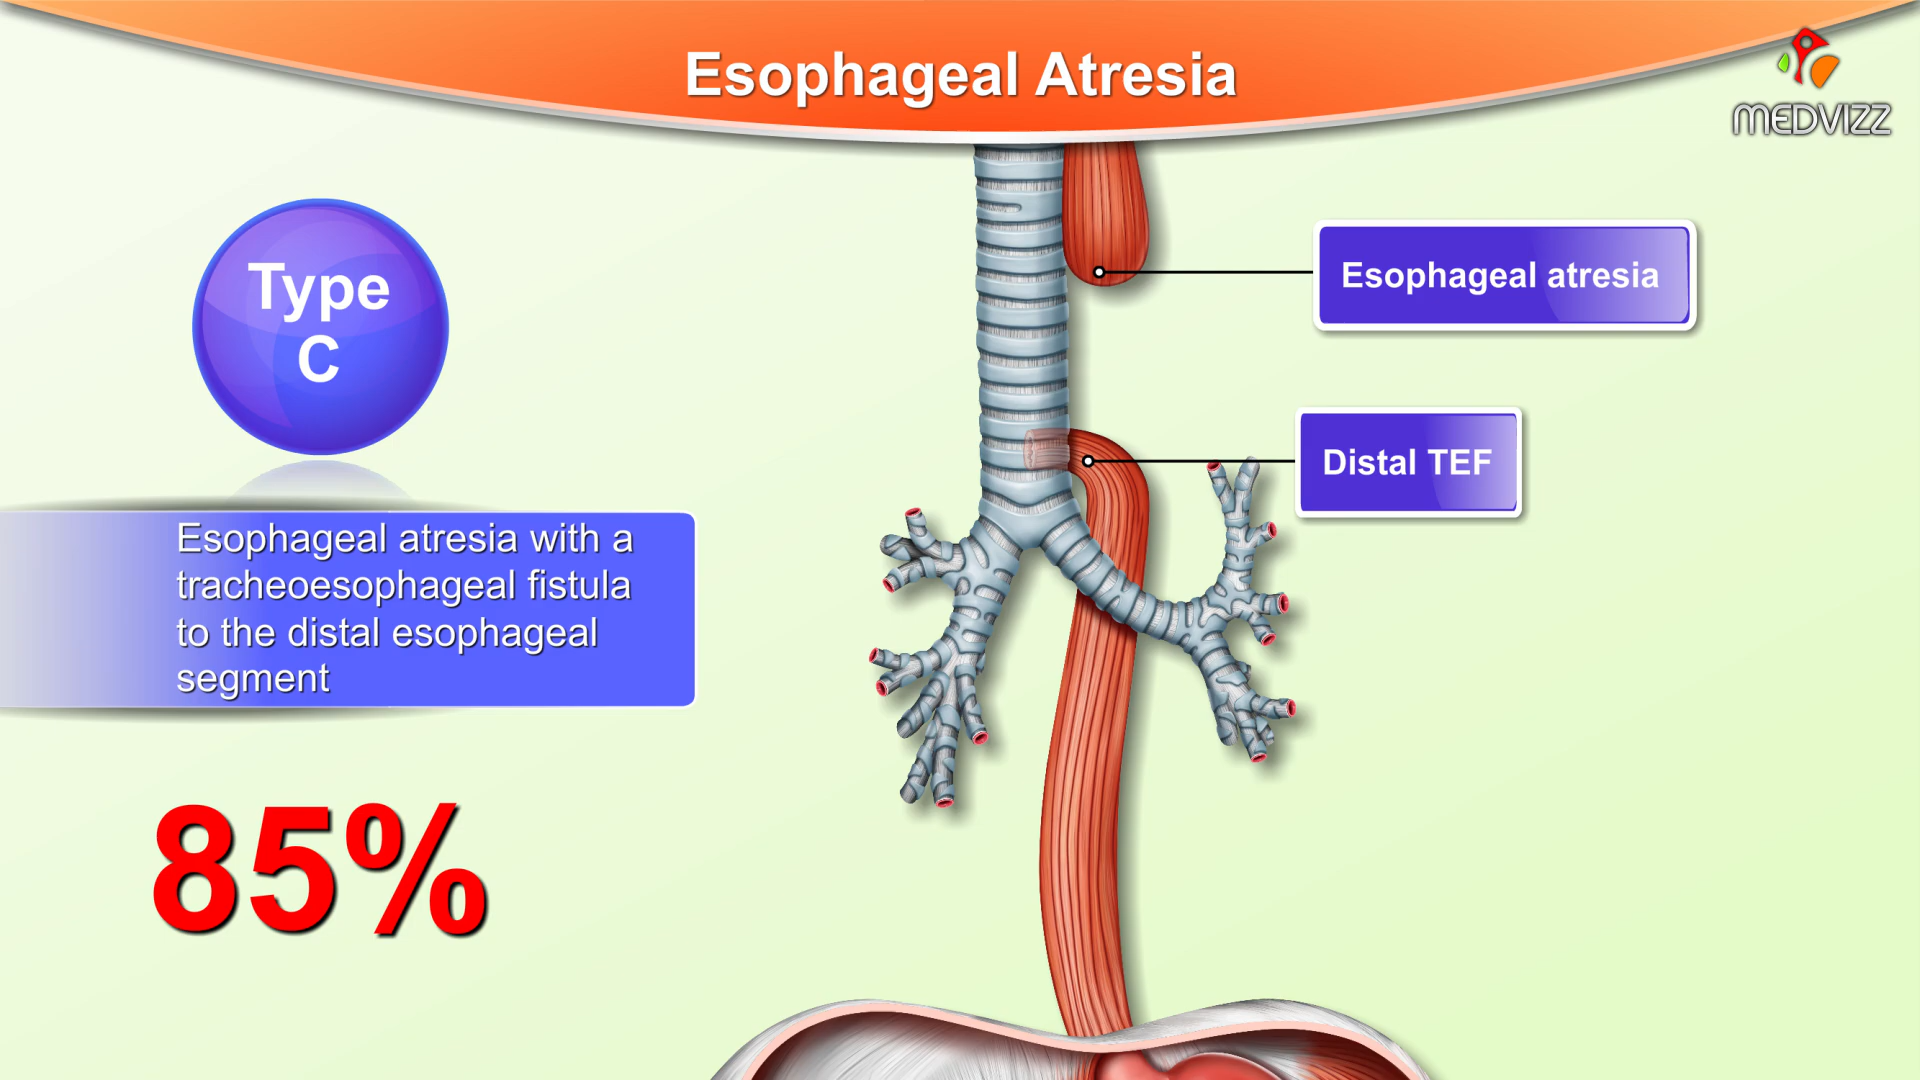 Esophageal Atresia
MEDVIZZ
Type
C
Esophageal atresia
Distal TEF
Esophageal atresia with a
tracheoesophageal fistula
to the distal esophageal
segment
85%